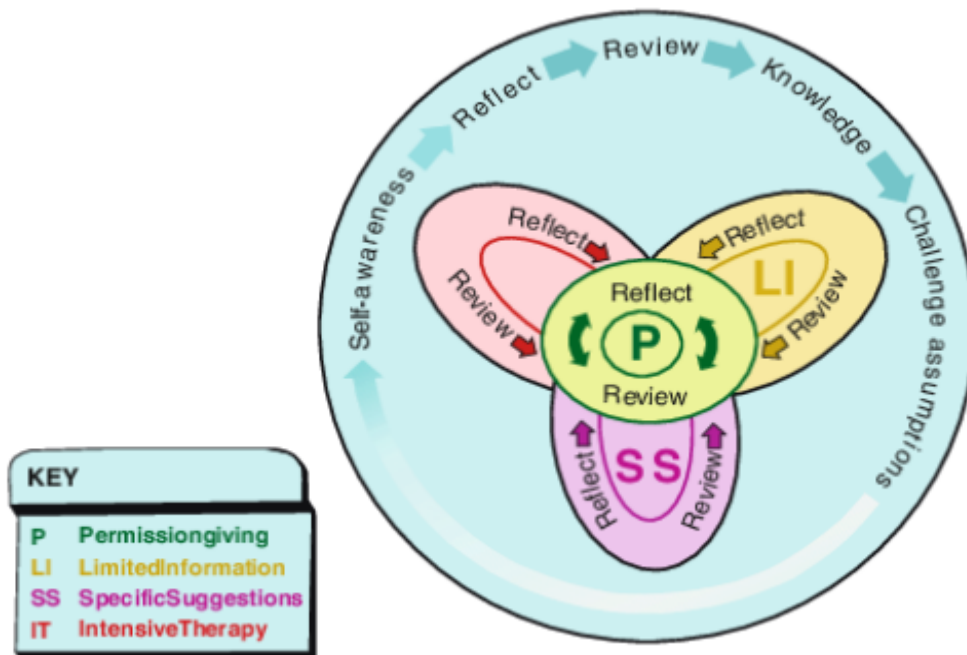 Self-awareness
Reflect
Review
Knowledge
Challenge assumptions
Reflect
Review
Reflect
LI
Review
Reflect
P
Review
Reflect
SS
Review
KEY
P Permissiongiving
LI LimitedInformation
SS SpecificSuggestions
IT IntensiveTherapy